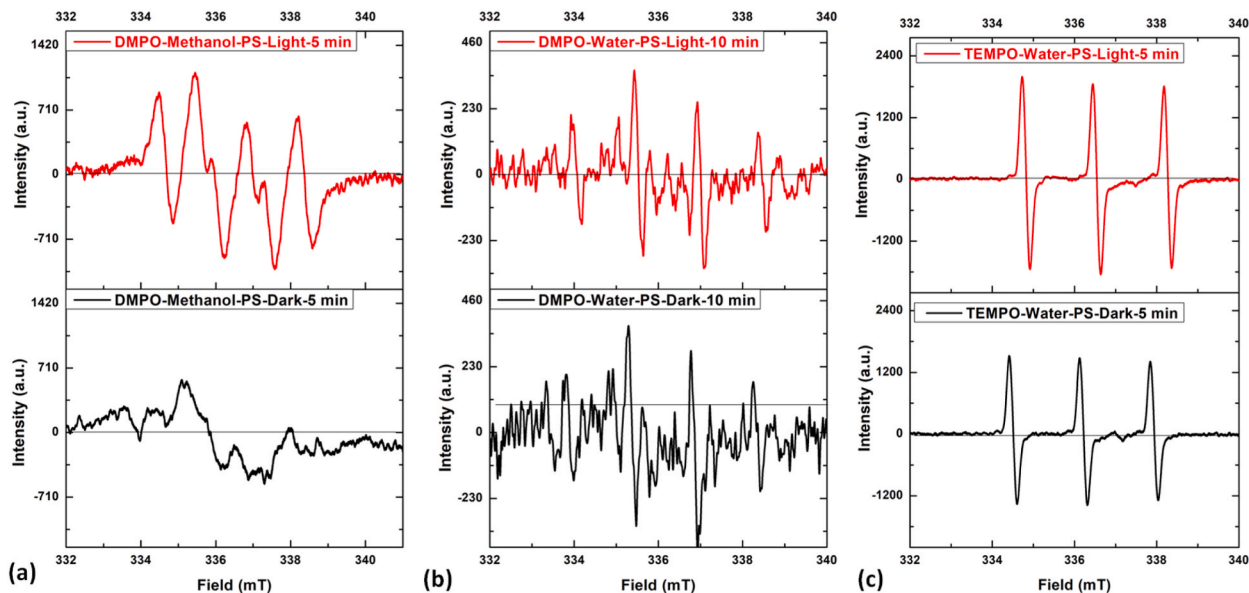 332 334 336 338 340
DMPO-Methanol-PS-Light-5 min
1420
710
0
-710
Intensity (a.u.)
DMPO-Methanol-PS-Dark-5 min
1420
710
0
-710
Intensity (a.u.)
332 334 336 338 340
Field (mT)
(a)
332 334 336 338 340
DMPO-Water-PS-Light-10 min
460
230
0
-230
Intensity (a.u.)
DMPO-Water-PS-Dark-10 min
460
230
0
-230
Intensity (a.u.)
332 334 336 338 340
Field (mT)
(b)
332 334 336 338 340
TEMPO-Water-PS-Light-5 min
2400
1200
0
-1200
Intensity (a.u.)
TEMPO-Water-PS-Dark-5 min
2400
1200
0
-1200
Intensity (a.u.)
332 334 336 338 340
Field (mT)
(c)